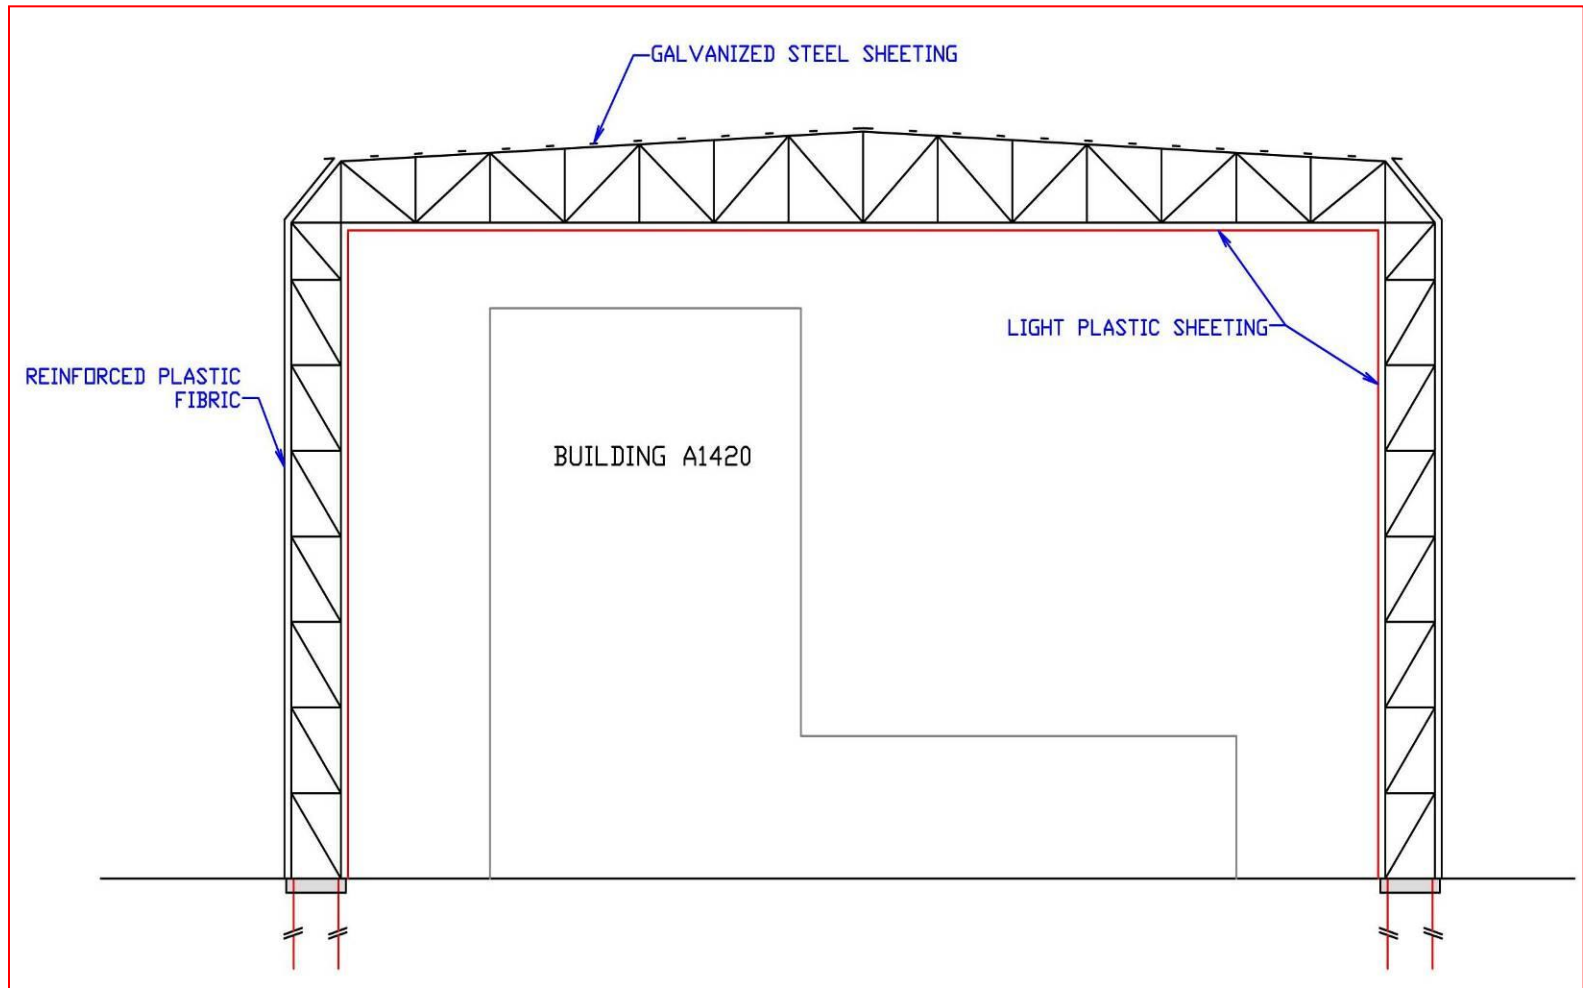 GALVANIZED STEEL SHEETING
LIGHT PLASTIC SHEETING
REINFORCED PLASTIC
FIBRIC
BUILDING A1420